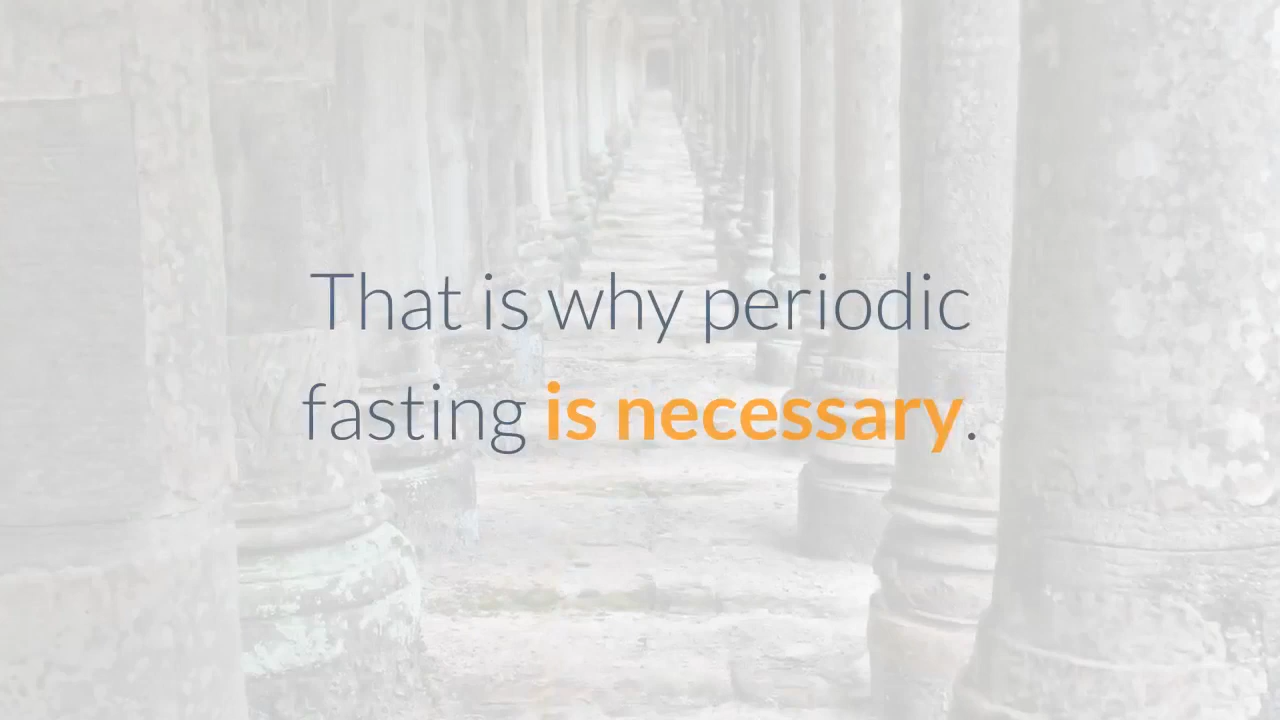 That is why periodic
fasting is necessary.